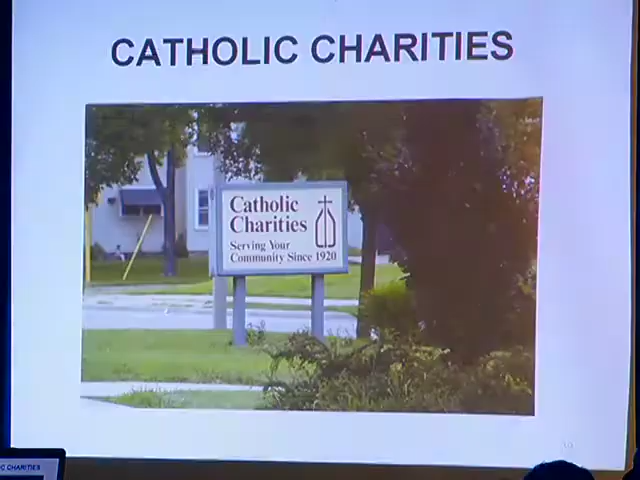 CATHOLIC CHARITIES
Catholic
Charities
Serving Your
Community Since 1920
C CHARITIES